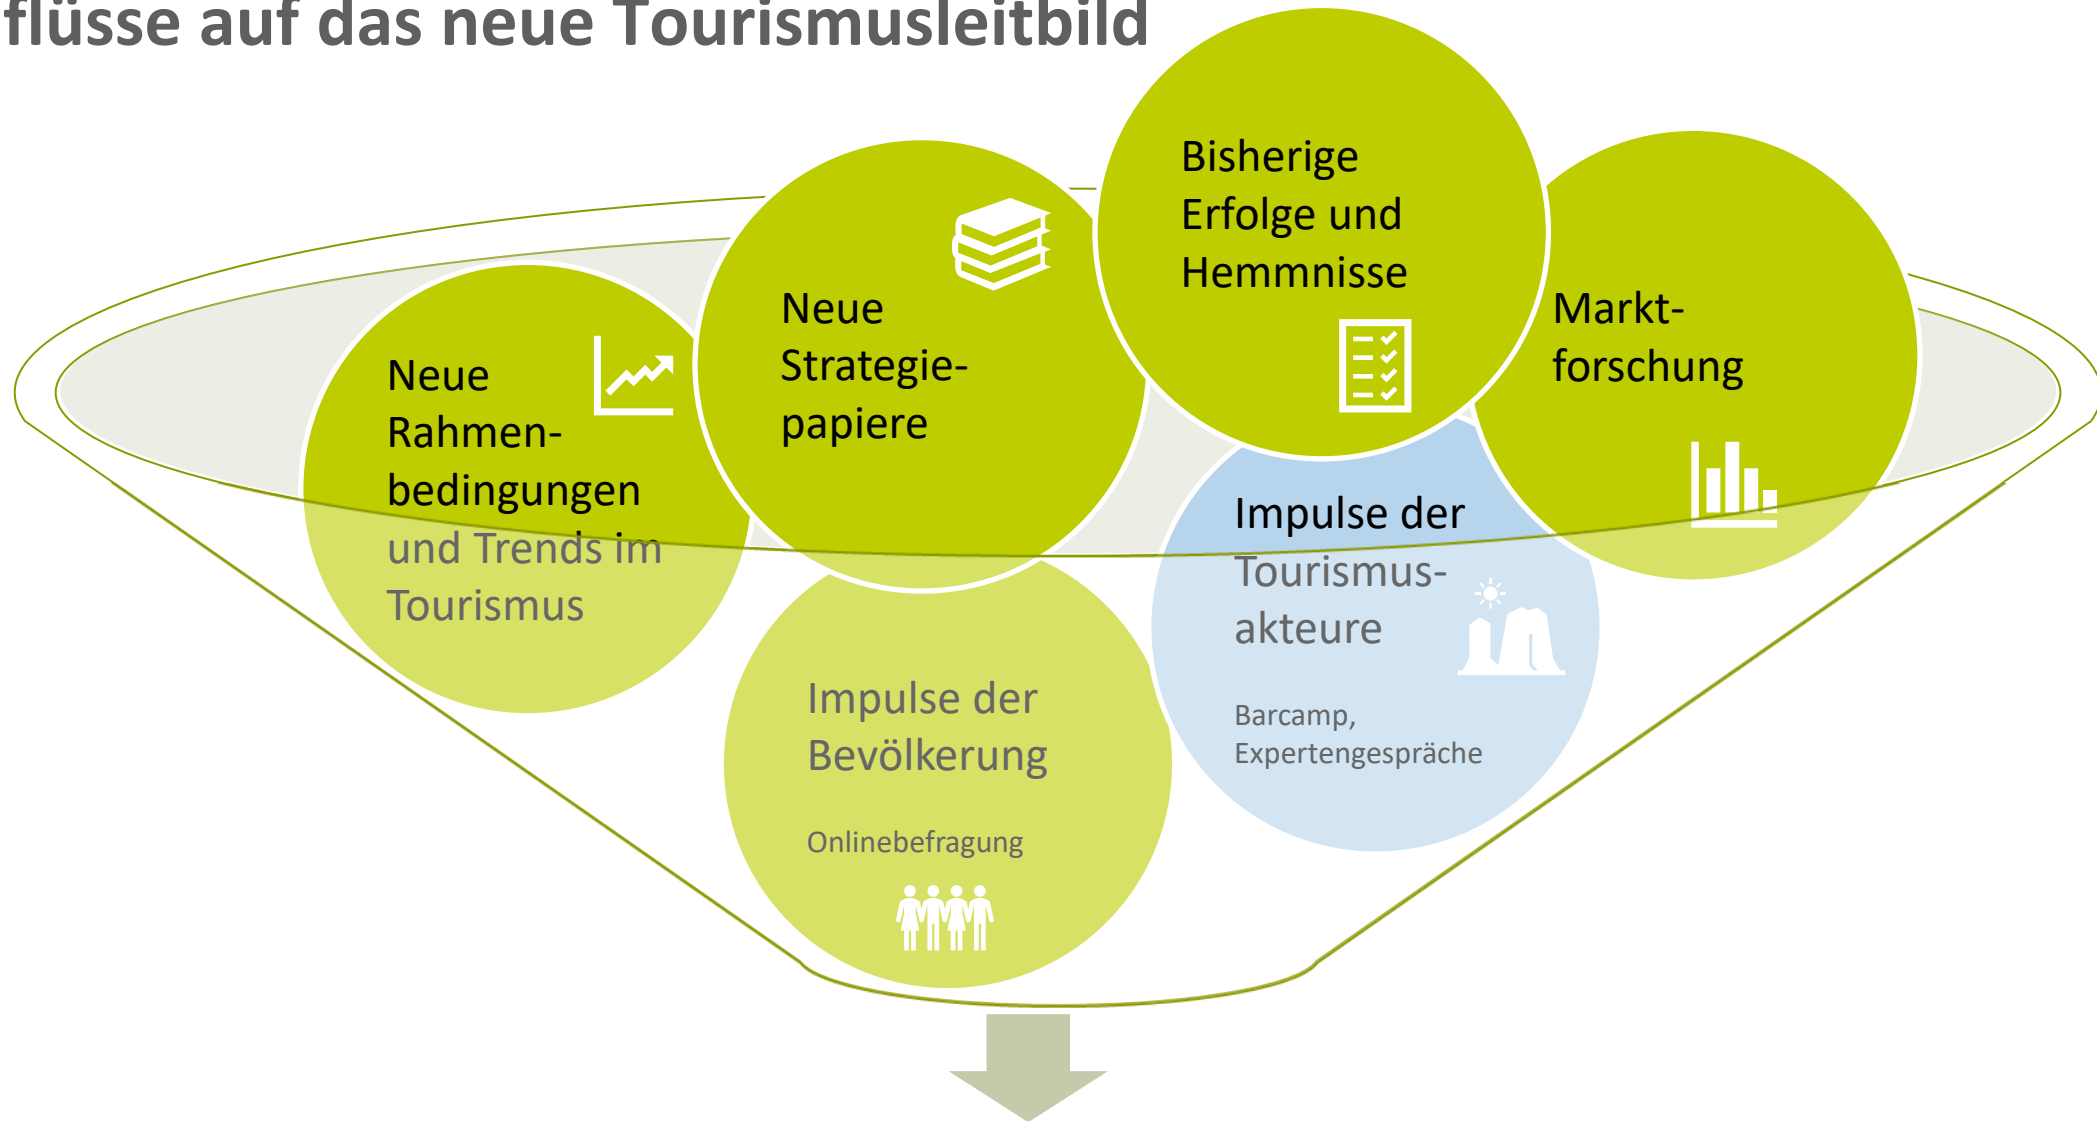 flüsse auf das neue Tourismusleitbild
Neue
Rahmen-
bedingungen
und Trends im
Tourismus
Neue
Strategie-
papiere
Bisherige
Erfolge und
Hemmnisse
Markt-
forschung
Impulse der
Bevölkerung
Onlinebefragung
Impulse der
Tourismus-
akteure
Barcamp,
Expertengespräche